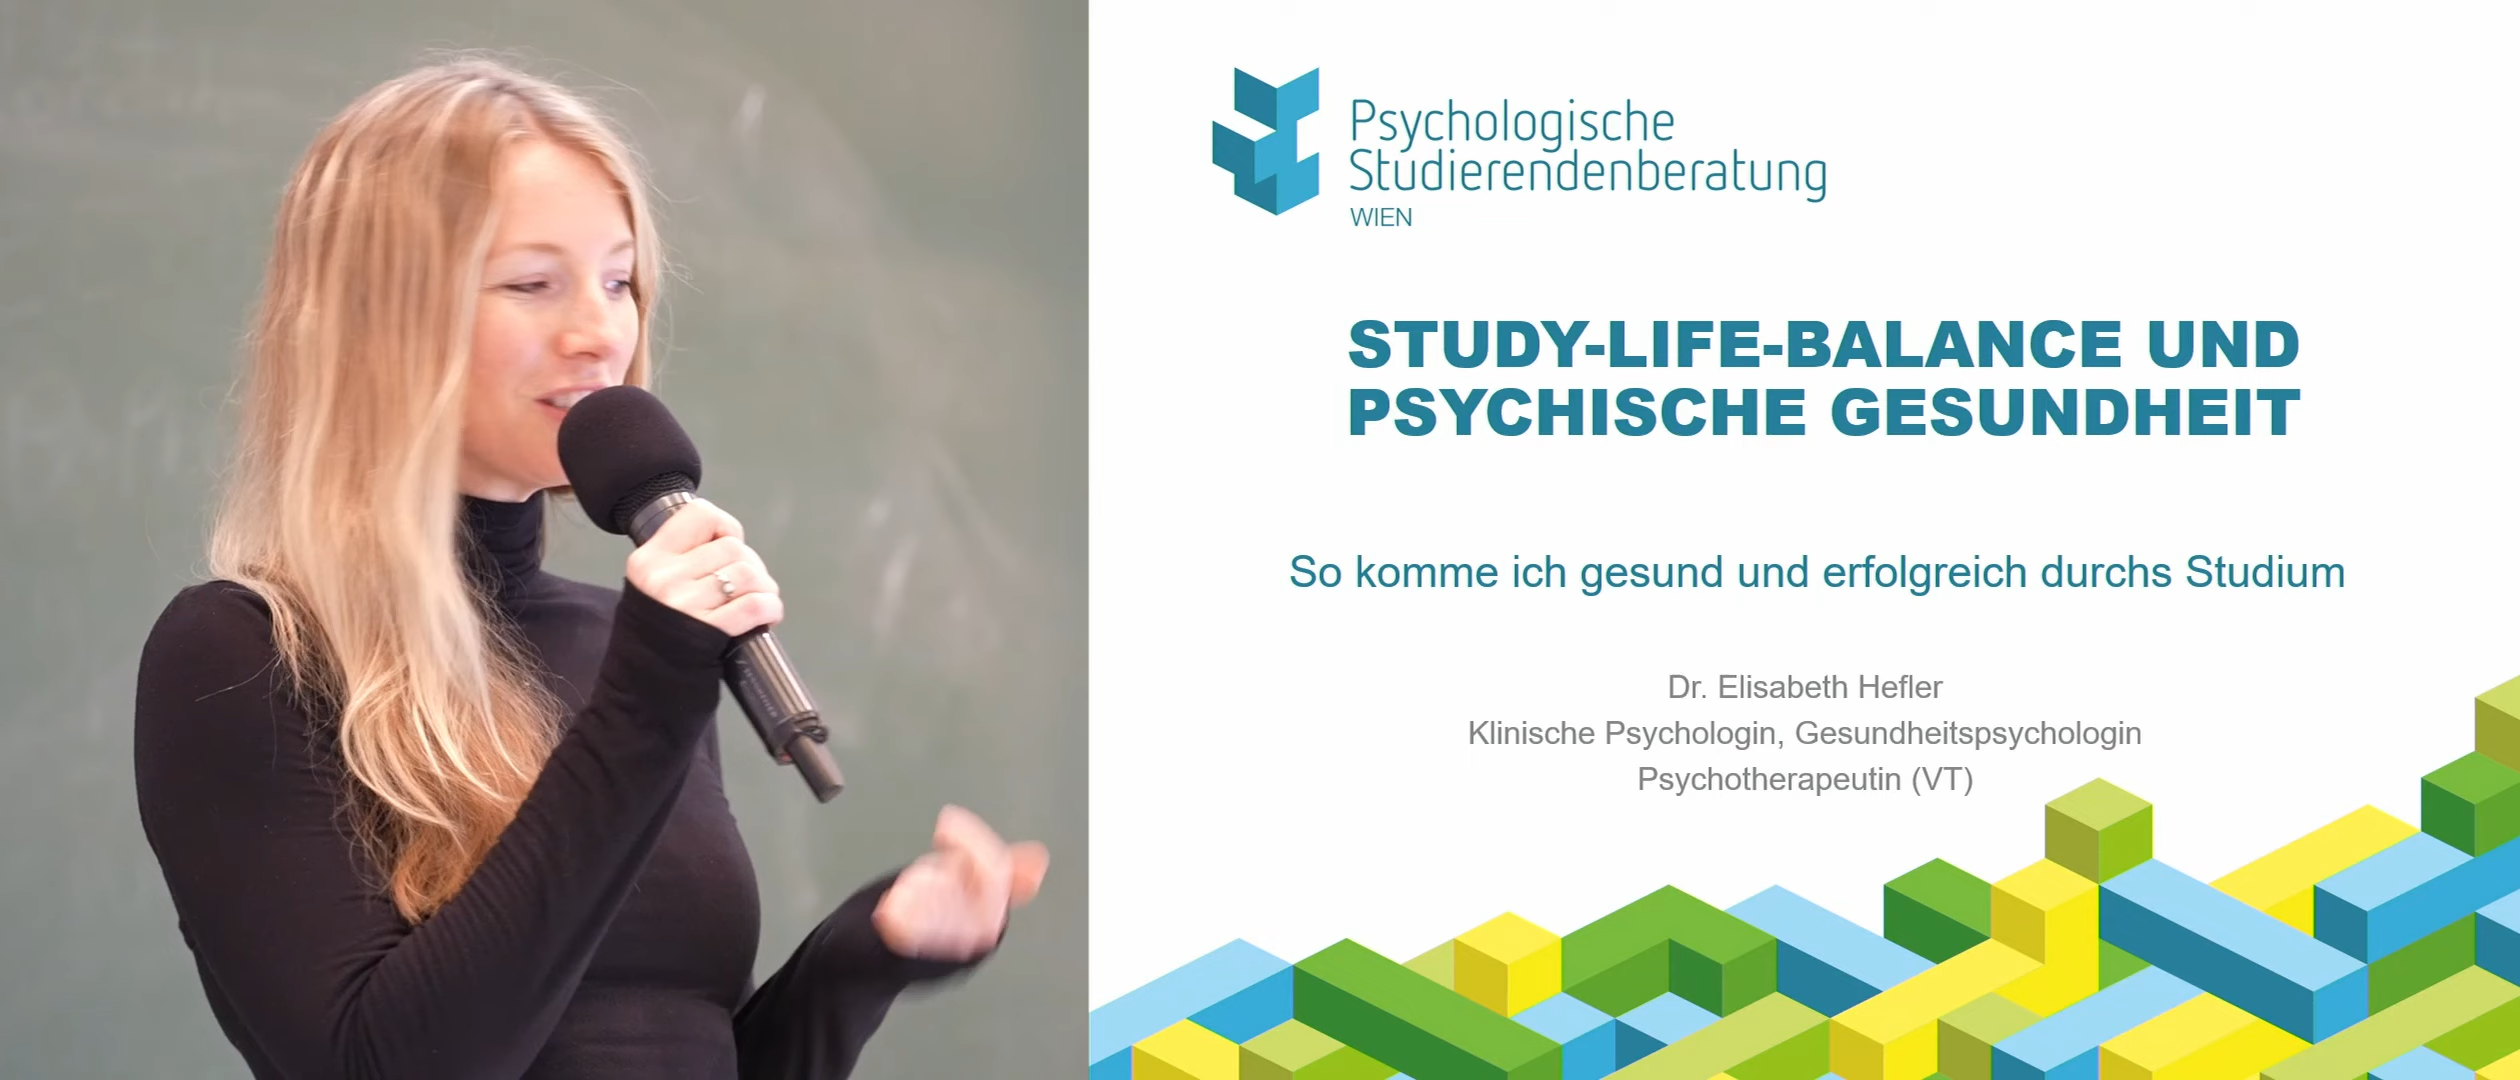 Psychologische
Studierendenberatung
WIEN
STUDY-LIFE-BALANCE UND
PSYCHISCHE GESUNDHEIT
So komme ich gesund und erfolgreich durchs Studium
Dr. Elisabeth Hefler
Klinische Psychologin, Gesundheitspsychologin
Psychotherapeutin (VT)